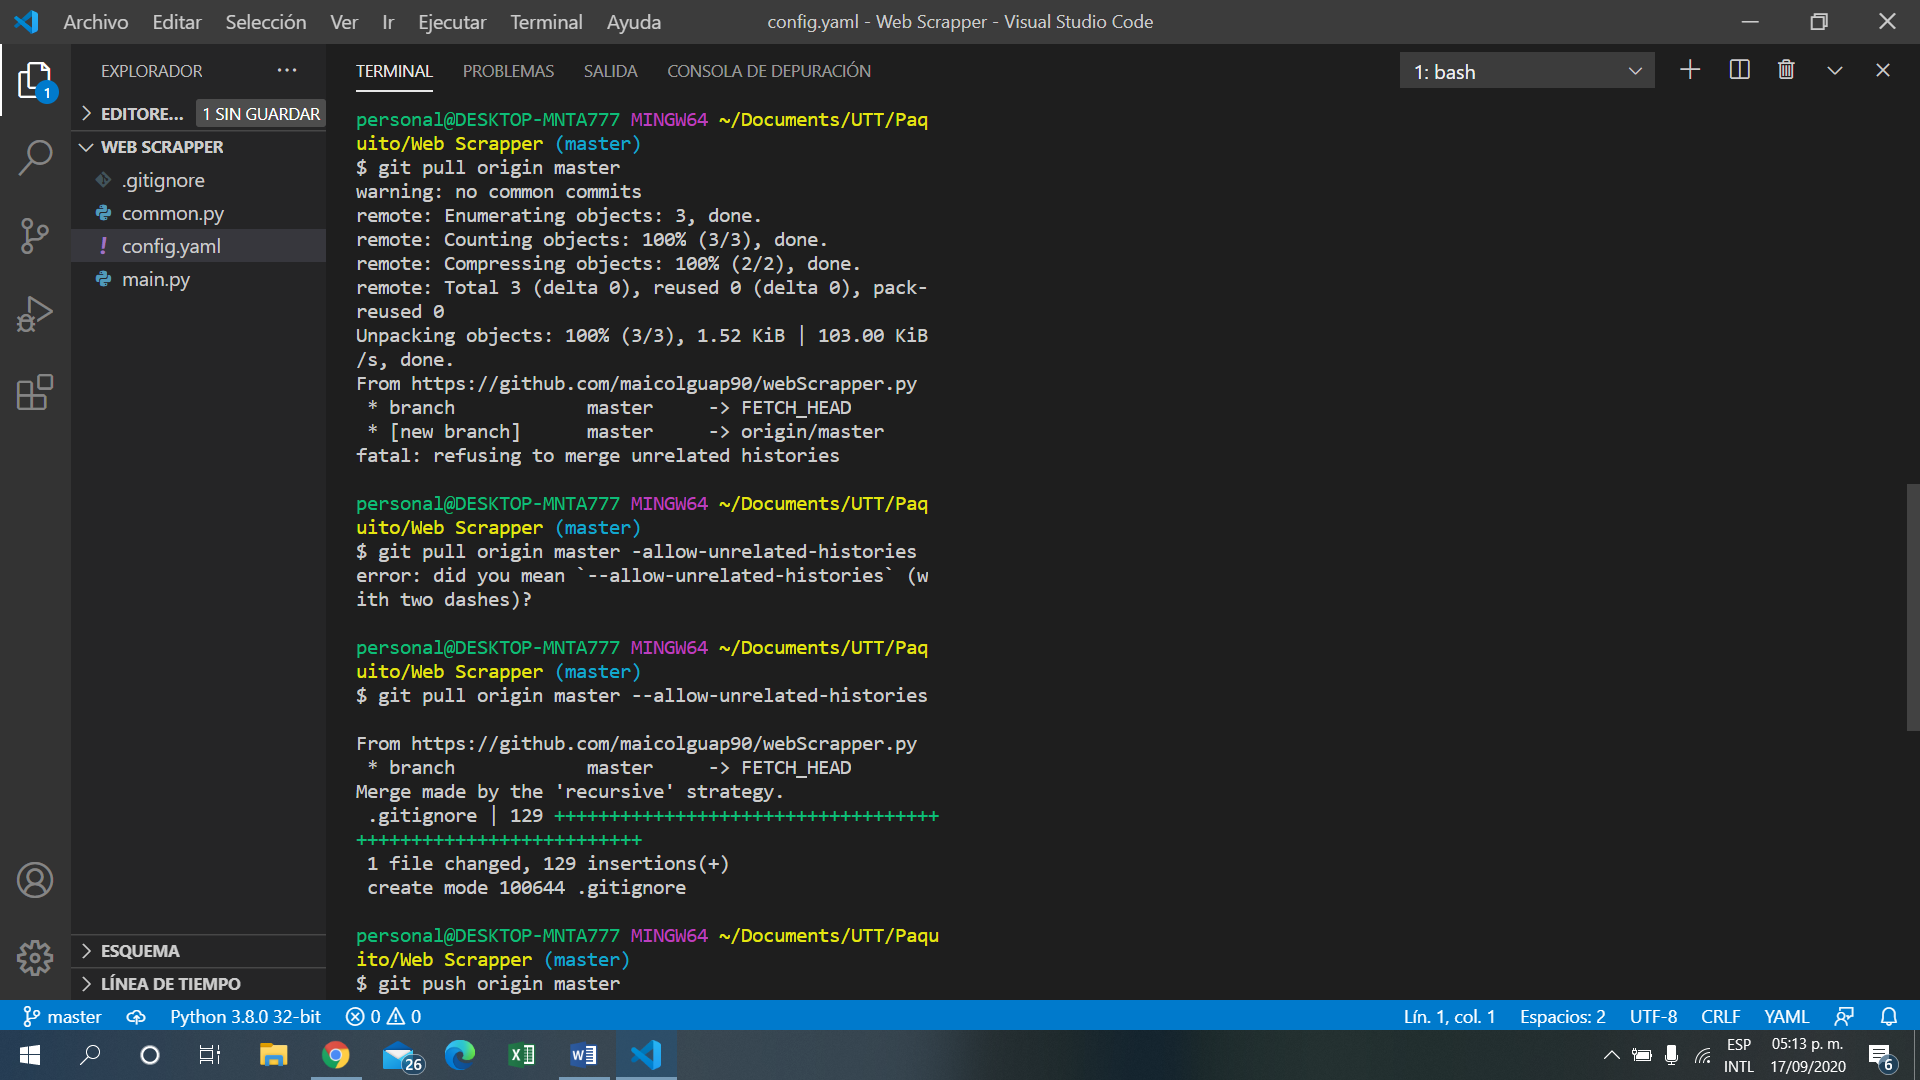 Archivo Editar Selección Ver Ir Ejecutar Terminal Ayuda config.yaml - Web Scrapper - Visual Studio Code
EXPLORADOR ···
EDITORE... 1 SIN GUARDAR
WEB SCRAPPER
.gitignore
common.py
! config.yaml
main.py
ESQUEMA
LÍNEA DE TIEMPO
1
TERMINAL PROBLEMAS SALIDA CONSOLA DE DEPURACIÓN 1: bash
personal@DESKTOP-MNTA777 MINGW64 ~/Documents/UTT/Paq
uito/Web Scrapper (master)
$ git pull origin master
warning: no common commits
remote: Enumerating objects: 3, done.
remote: Counting objects: 100% (3/3), done.
remote: Compressing objects: 100% (2/2), done.
remote: Total 3 (delta 0), reused 0 (delta 0), pack-
reused 0
Unpacking objects: 100% (3/3), 1.52 KiB | 103.00 KiB
/s, done.
From https://github.com/maicolguap90/webScrapper.py
* branch master -> FETCH_HEAD
* [new branch] master -> origin/master
fatal: refusing to merge unrelated histories
personal@DESKTOP-MNTA777 MINGW64 ~/Documents/UTT/Paq
uito/Web Scrapper (master)
$ git pull origin master -allow-unrelated-histories
error: did you mean `--allow-unrelated-histories` (w
ith two dashes)?
personal@DESKTOP-MNTA777 MINGW64 ~/Documents/UTT/Paq
uito/Web Scrapper (master)
$ git pull origin master --allow-unrelated-histories
From https://github.com/maicolguap90/webScrapper.py
* branch master -> FETCH_HEAD
Merge made by the 'recursive' strategy.
.gitignore | 129 +++++++++++++++++++++++++++++++++++
++++++++++++++++++++++++++
1 file changed, 129 insertions(+)
create mode 100644 .gitignore
personal@DESKTOP-MNTA777 MINGW64 ~/Documents/UTT/Paqu
ito/Web Scrapper (master)
$ git push origin master
master Python 3.8.0 32-bit 0 0 Lín. 1, col. 1 Espacios: 2 UTF-8 CRLF YAML
26 ESP 05:13 p. m.
INTL 17/09/2020 6